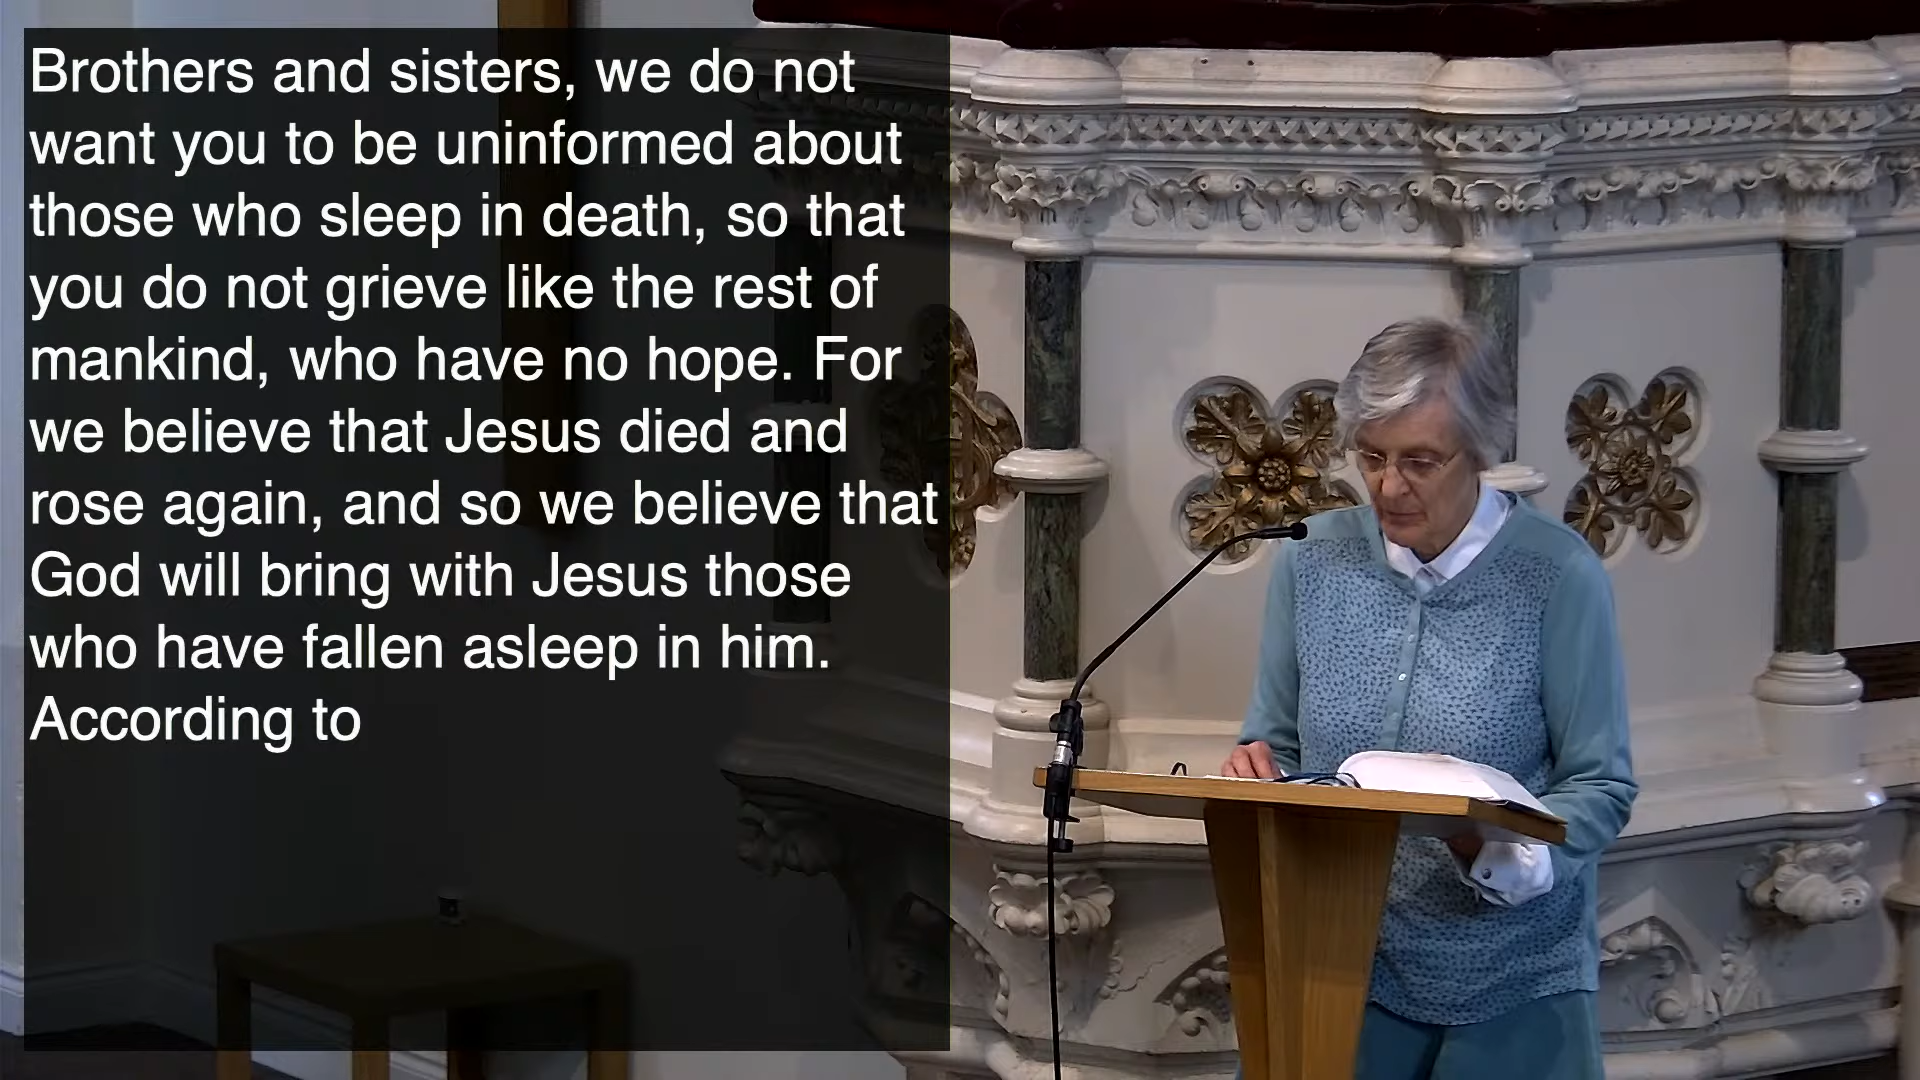 Brothers and sisters, we do not
want you to be uninformed about
those who sleep in death, so that
you do not grieve like the rest of
mankind, who have no hope. For
we believe that Jesus died and
rose again, and so we believe that
God will bring with Jesus those
who have fallen asleep in him.
According to